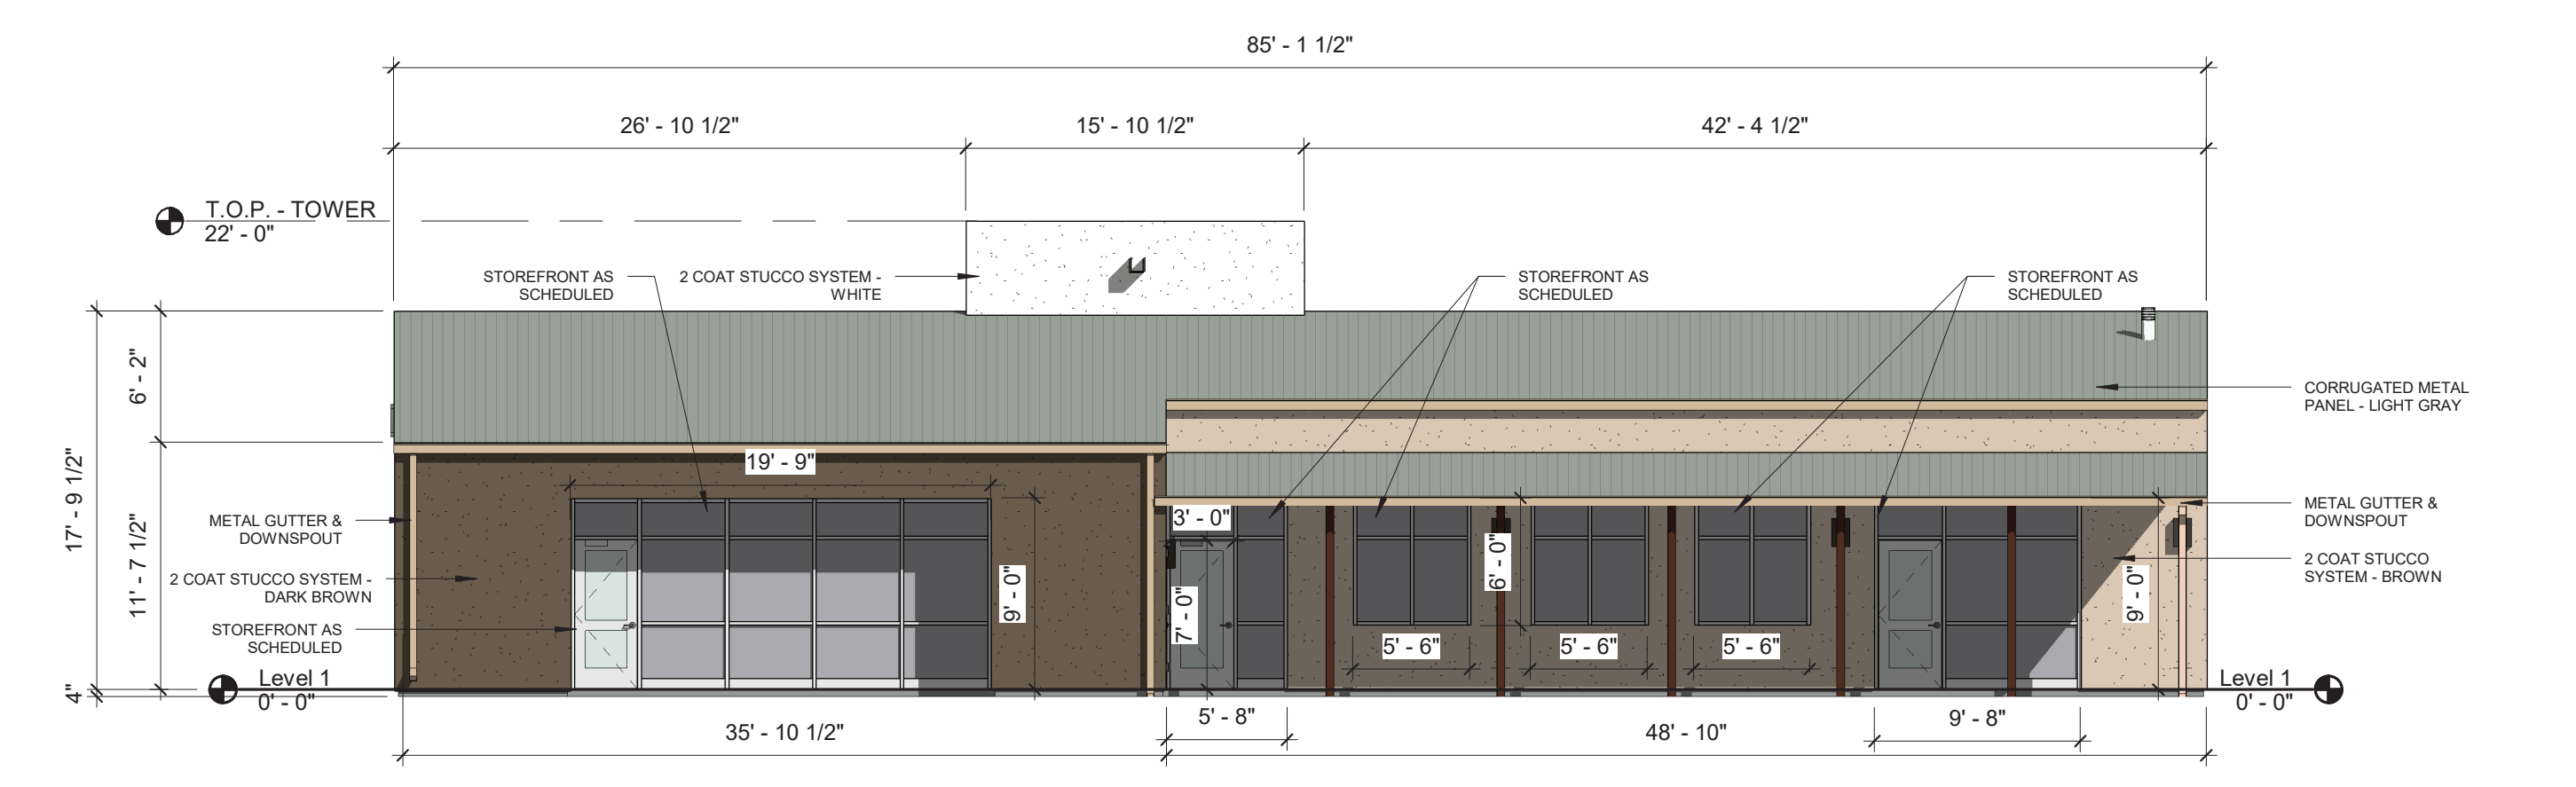 85' - 1 1/2"
26' - 10 1/2"
15' - 10 1/2"
42' - 4 1/2"
T.O.P. - TOWER
22' - 0"
STOREFRONT AS
SCHEDULED
2 COAT STUCCO SYSTEM -
WHITE
STOREFRONT AS
SCHEDULED
STOREFRONT AS
SCHEDULED
6' - 2"
17' - 9 1/2"
11' - 7 1/2"
4"
CORRUGATED METAL
PANEL - LIGHT GRAY
19' - 9"
METAL GUTTER &
DOWNSPOUT
2 COAT STUCCO SYSTEM -
DARK BROWN
STOREFRONT AS
SCHEDULED
9' - 0"
3' - 0"
7' - 0"
6' - 0"
5' - 6"
5' - 6"
5' - 6"
9' - 0"
METAL GUTTER &
DOWNSPOUT
2 COAT STUCCO
SYSTEM - BROWN
Level 1
0' - 0"
Level 1
0' - 0"
35' - 10 1/2"
5' - 8"
48' - 10"
9' - 8"